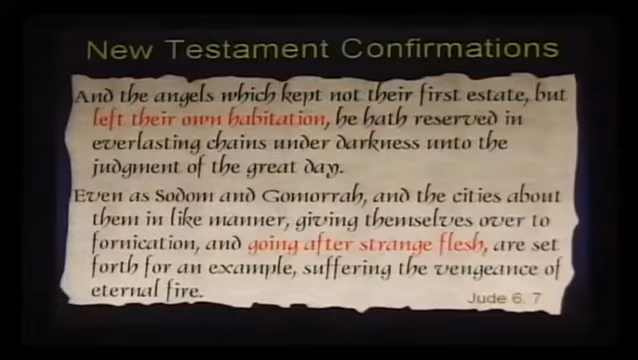 New Testament Confirmations
And the angels which kept not their first estate, but
left their own habitation, he hath reserved in
everlasting chains under darkness unto the
judgment of the great day.
Even as Sodom and Gomorrah, and the cities about
them in like manner, giving themselves over to
fornication, and going after strange flesh, are set
forth for an example, suffering the vengeance of
eternal fire.
Jude 6, 7